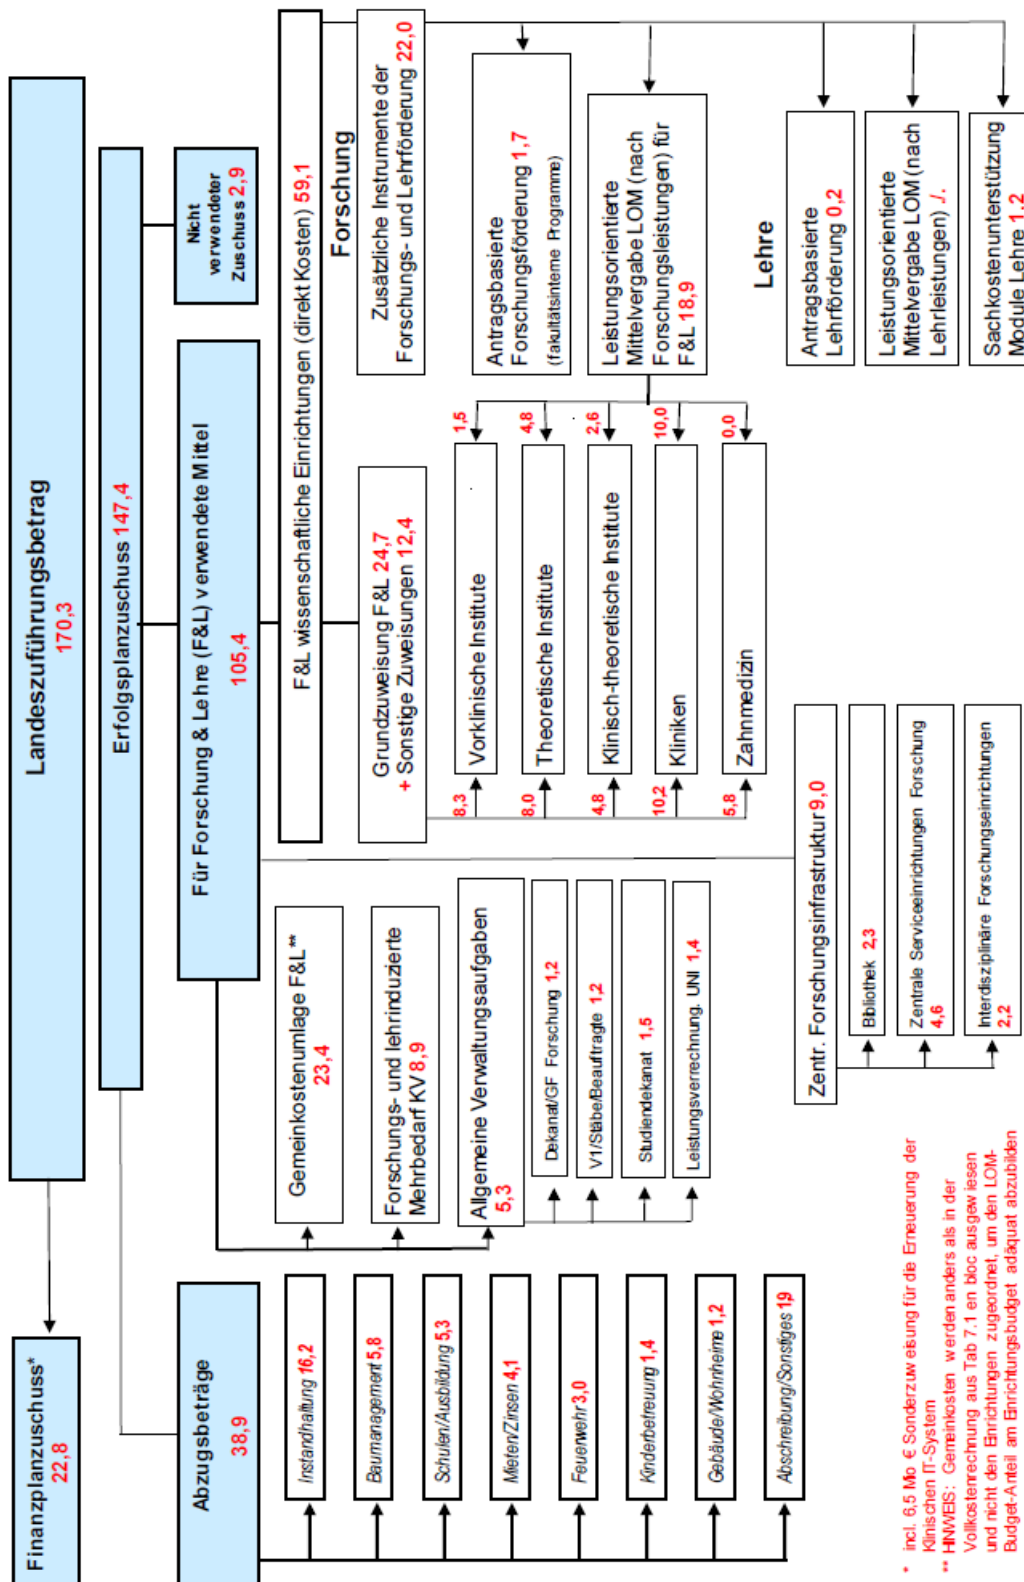 Landeszuführungsbetrag
170,3
Finanzplanzuschuss*
22,8
Erfolgsplanzuschuss 147,4
Abzugsbeträge
38,9
Für Forschung & Lehre (F&L) verwendete Mittel
105,4
Nicht
verwendeter
Zuschuss 2,9
Instandhaltung 16,2
Baumanagement 5,8
Schulen/Ausbildung 5,3
Mieten/Zinsen 4,1
Feuerwehr 3,0
Kinderbetreuung 1,4
Gebäude/Wohnheime 1,2
Abschreibung/Sonstiges 1,9
Gemeinkostenumlage F&L**
23,4
Forschungs- und lehrinduzierte
Mehrbedarf KV 8,9
Allgemeine Verwaltungsaufgaben
5,3
Dekanat/GF Forschung 1,2
V1/Stäbe/Beauftragte 1,2
Studiendekanat 1,5
Leistungsverrechnung. UNI 1,4
Zentr. Forschungsinfrastruktur 9,0
Bibliothek 2,3
Zentrale Serviceeinrichtungen Forschung
4,6
Interdisziplinäre Forschungseinrichtungen
2,2
F&L wissenschaftliche Einrichtungen (direkt Kosten) 59,1
Grundzuweisung F&L 24,7
+ Sonstige Zuweisungen 12,4
8,3
Vorklinische Institute
1,5
8,0
Theoretische Institute
4,8
4,8
Klinisch-theoretische Institute
2,6
10,2
Kliniken
10,0
5,8
Zahnmedizin
0,0
Forschung
Zusätzliche Instrumente der
Forschungs- und Lehrförderung 22,0
Antragsbasierte
Forschungsförderung 1,7
(fakultätsinterne Programme)
Leistungsorientierte
Mittelvergabe LOM (nach
Forschungsleistungen) für
F&L 18,9
Lehre
Antragsbasierte
Lehrförderung 0,2
Leistungsorientierte
Mittelvergabe LOM (nach
Lehrleistungen) ./.
Sachkostenunterstützung
Module Lehre 1,2
* incl. 6,5 Mio € Sonderzuweisung für die Erneuerung der
Klinischen IT-System
** HINWEIS: Gemeinkosten werden anders als in der
Vollkostenrechnung aus Tab 7.1 en bloc ausgewiesen
und nicht den Einrichtungen zugeordnet, um den LOM-
Budget-Anteil am Einrichtungsbudget adäquat abzubilden